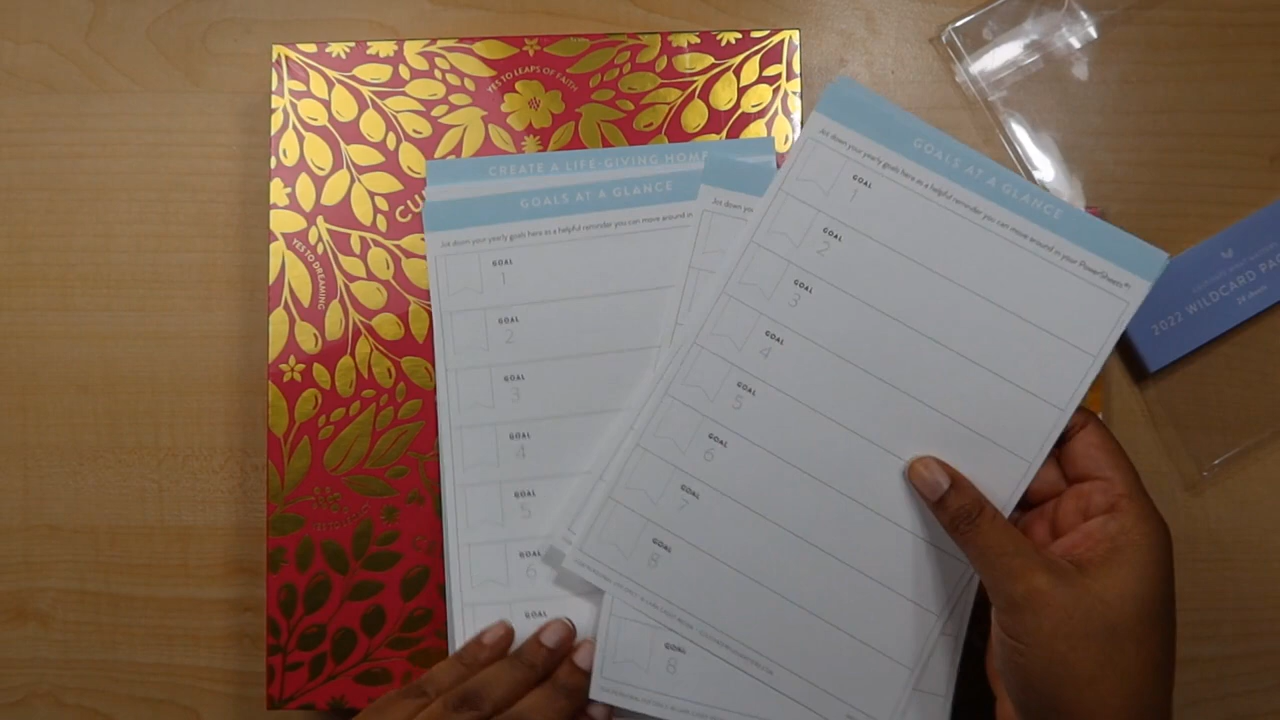 YES TO LEAPS OF FAITH
CU
YES TO DREAMING
CREATE A LIFE-GIVING HOME
GOALS AT A GLANCE
Jot down your yearly goals here as a helpful reminder you can move around in
GOAL
1
GOAL
2
GOAL
3
GOAL
4
GOAL
5
GOAL
6
GOAL
Jot down you
GOALS AT A GLANCE
Jot down your yearly goals here as a helpful reminder you can move around in your PowerSheets
GOAL
1
GOAL
2
GOAL
3
GOAL
4
GOAL
5
GOAL
6
GOAL
7
GOAL
8
GOAL
8
2022 WILDCARD PA